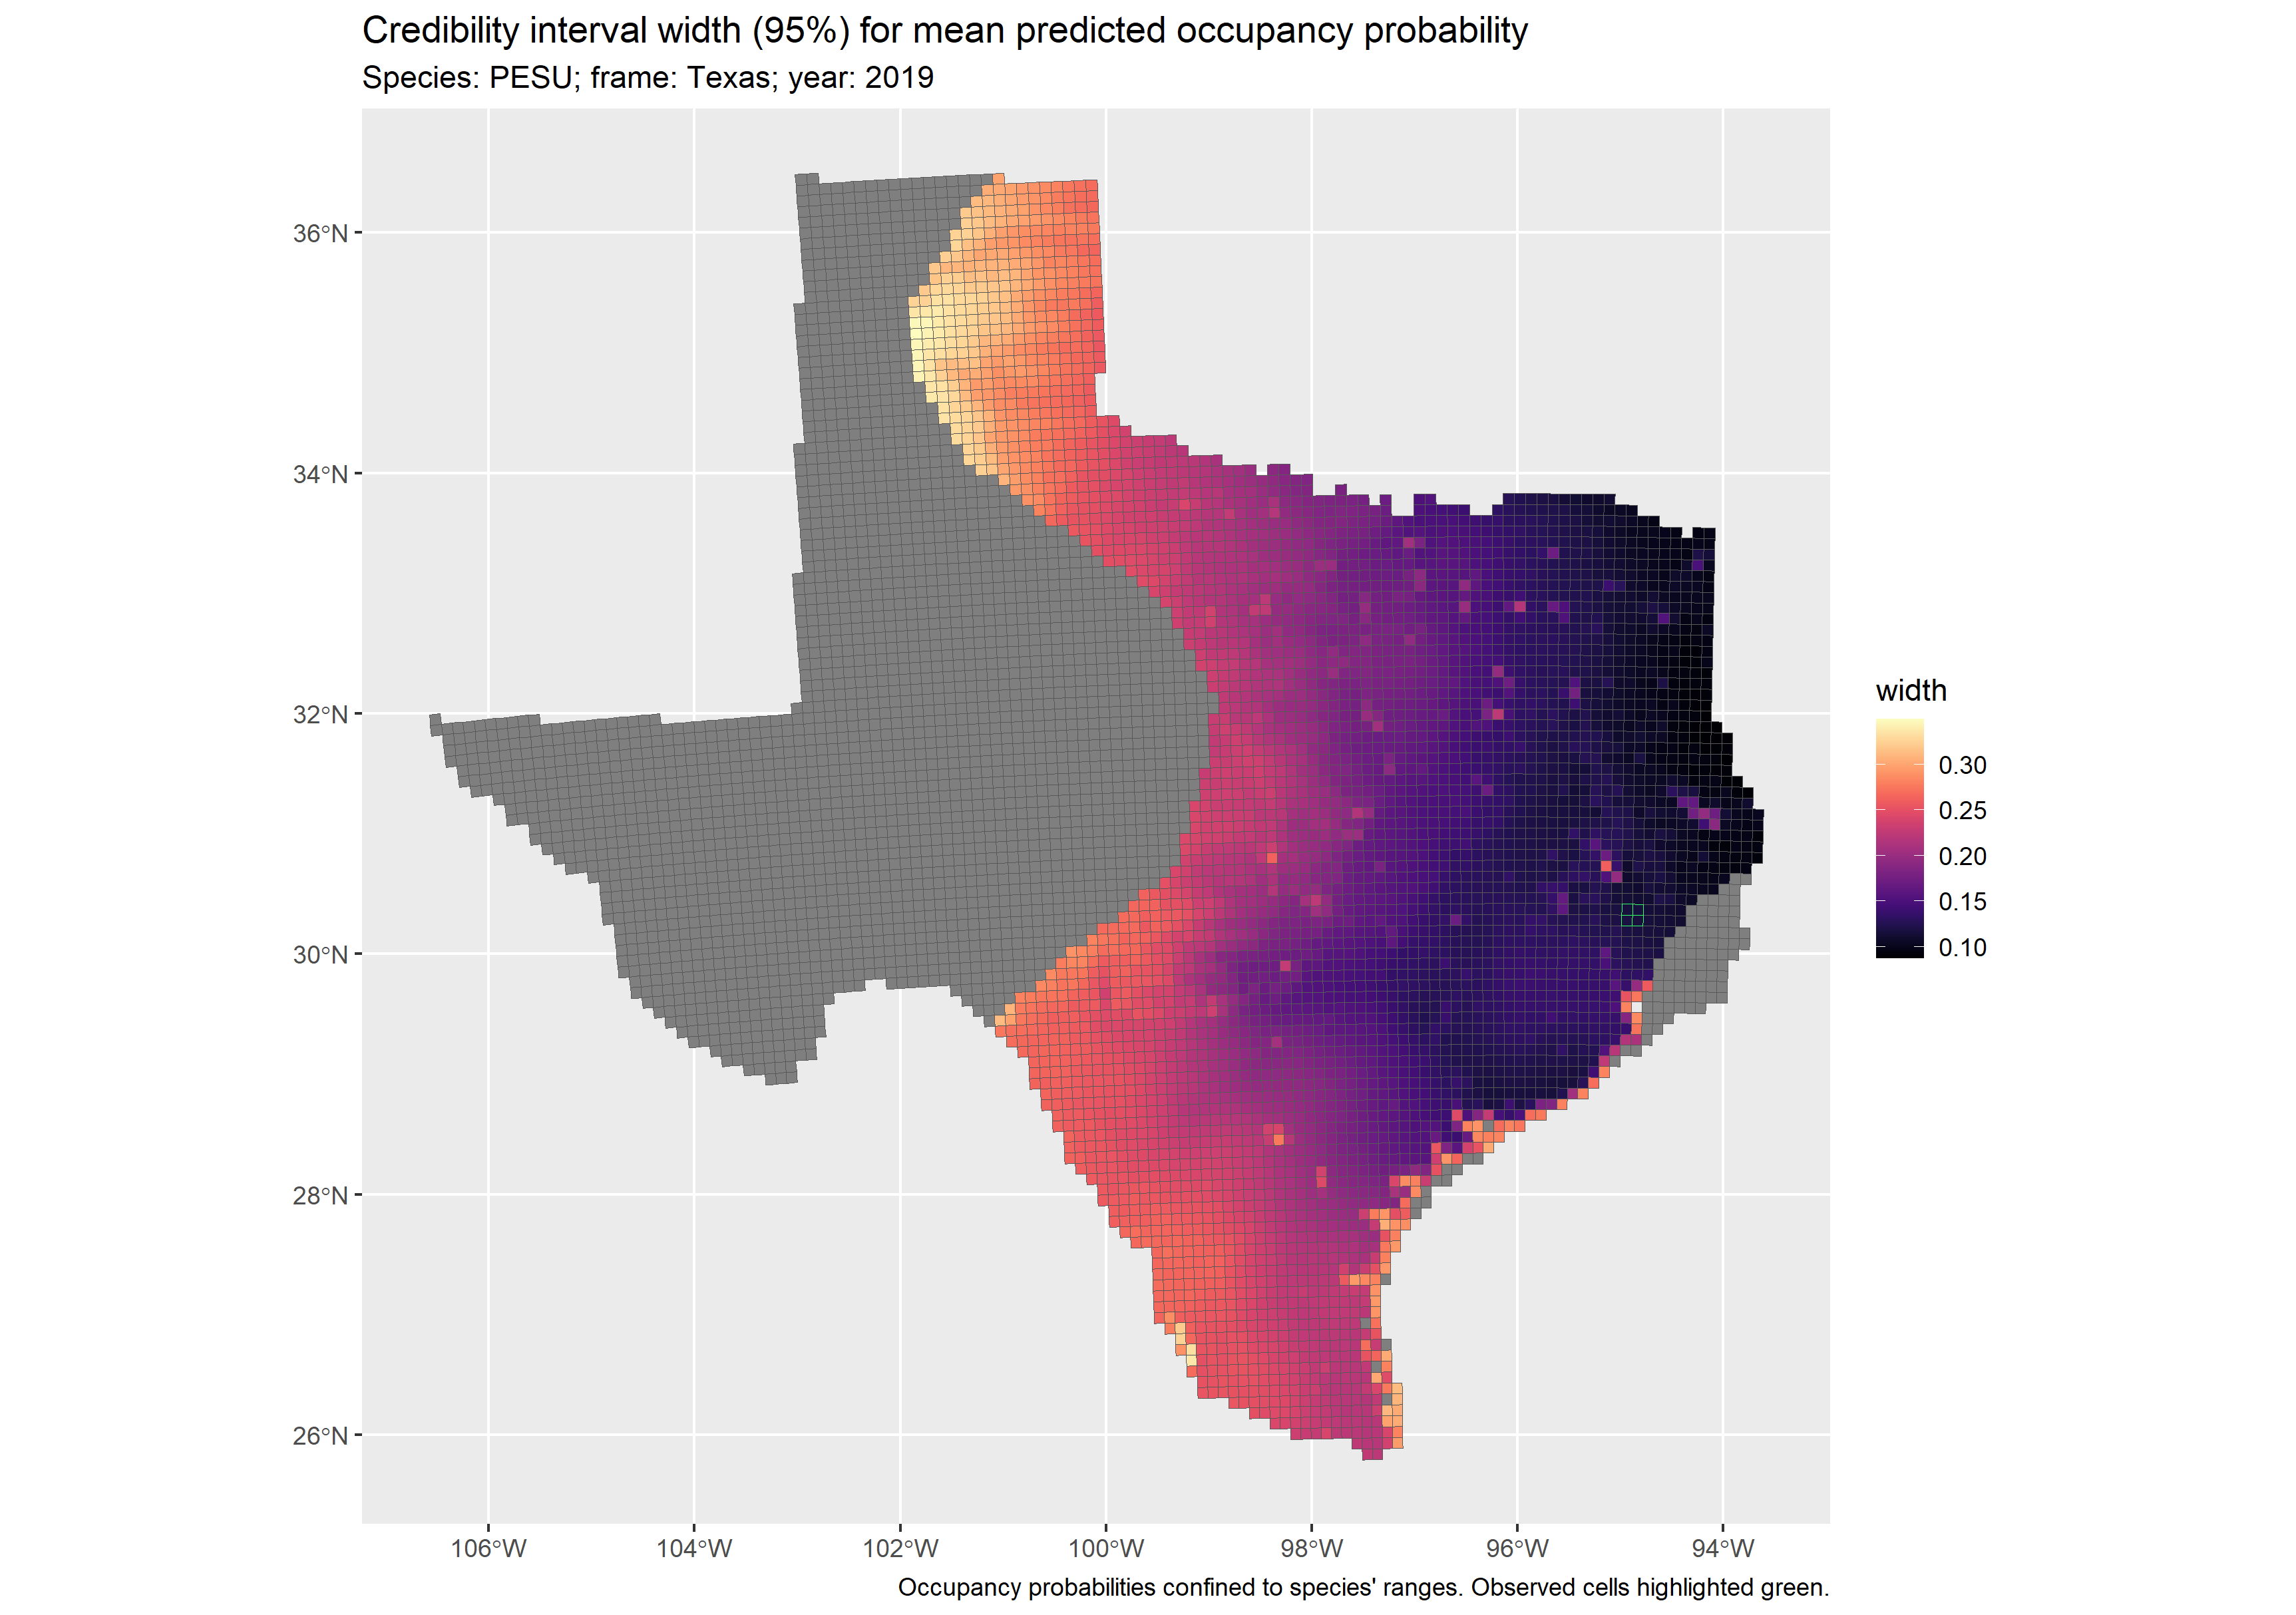 Credibility interval width (95%) for mean predicted occupancy probability
Species: PESU; frame: Texas; year: 2019
36°N
34°N
32°N
30°N
28°N
26°N
106°W 104°W 102°W 100°W 98°W 96°W 94°W
width
0.30
0.25
0.20
0.15
0.10
Occupancy probabilities confined to species' ranges. Observed cells highlighted green.